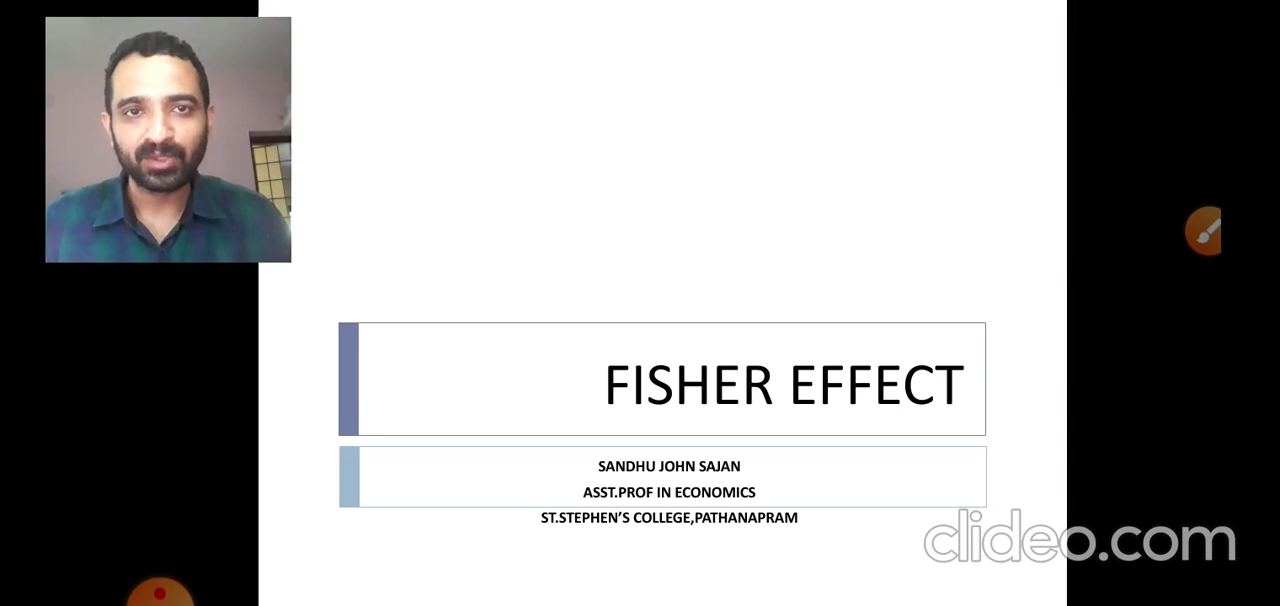 FISHER EFFECT
SANDHU JOHN SAJAN
ASST.PROF IN ECONOMICS
ST.STEPHEN’S COLLEGE,PATHANAPRAM
clideo.com